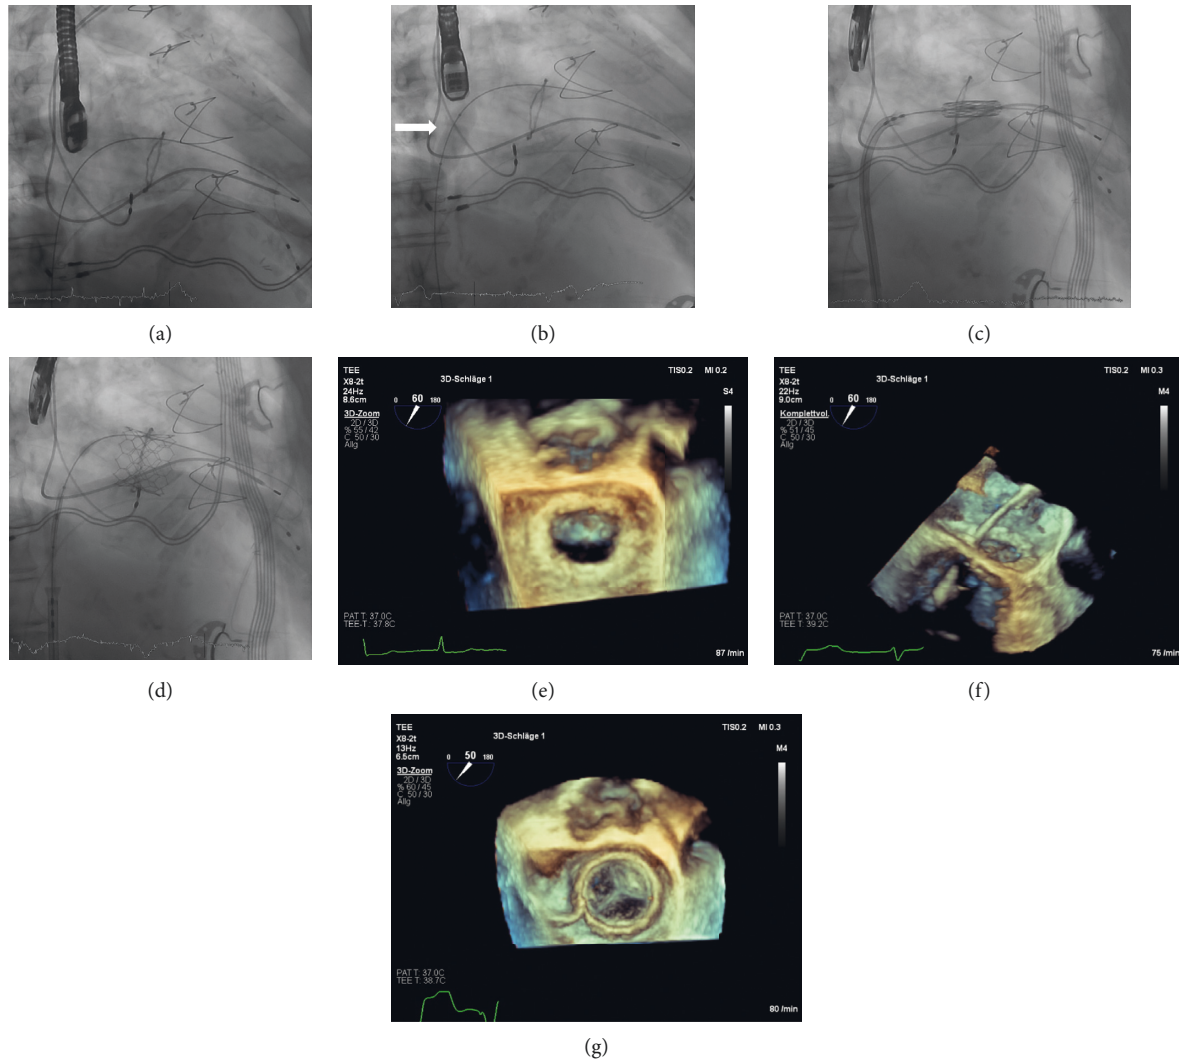 (a)
(b)
(c)
TEE
X8-2t
24Hz
8.6cm
3D-Zoom
2D / 3D
% 55 / 42
C 50 / 30
Allg
3D-Schläge 1
0 60 180
TIS0.2 MI 0.2
S4
PAT T: 37.0C
TEE-T: 37.8C
87 /min
TEE
X8-2t
22Hz
9.0cm
Komplettvol.
2D / 3D
% 51 / 45
C 50 / 30
Allg
3D-Schläge 1
0 60 180
TIS0.2 MI 0.3
M4
PAT T: 37.0C
TEE T: 39.2C
75 /min
(d)
(e)
(f)
TEE
X8-2t
13Hz
6.5cm
3D-Zoom
2D / 3D
% 60 / 45
C 50 / 30
Allg
3D-Schläge 1
0 50 180
TIS0.2 MI 0.3
M4
PAT T: 37.0C
TEE T: 38.7C
80 /min
(g)